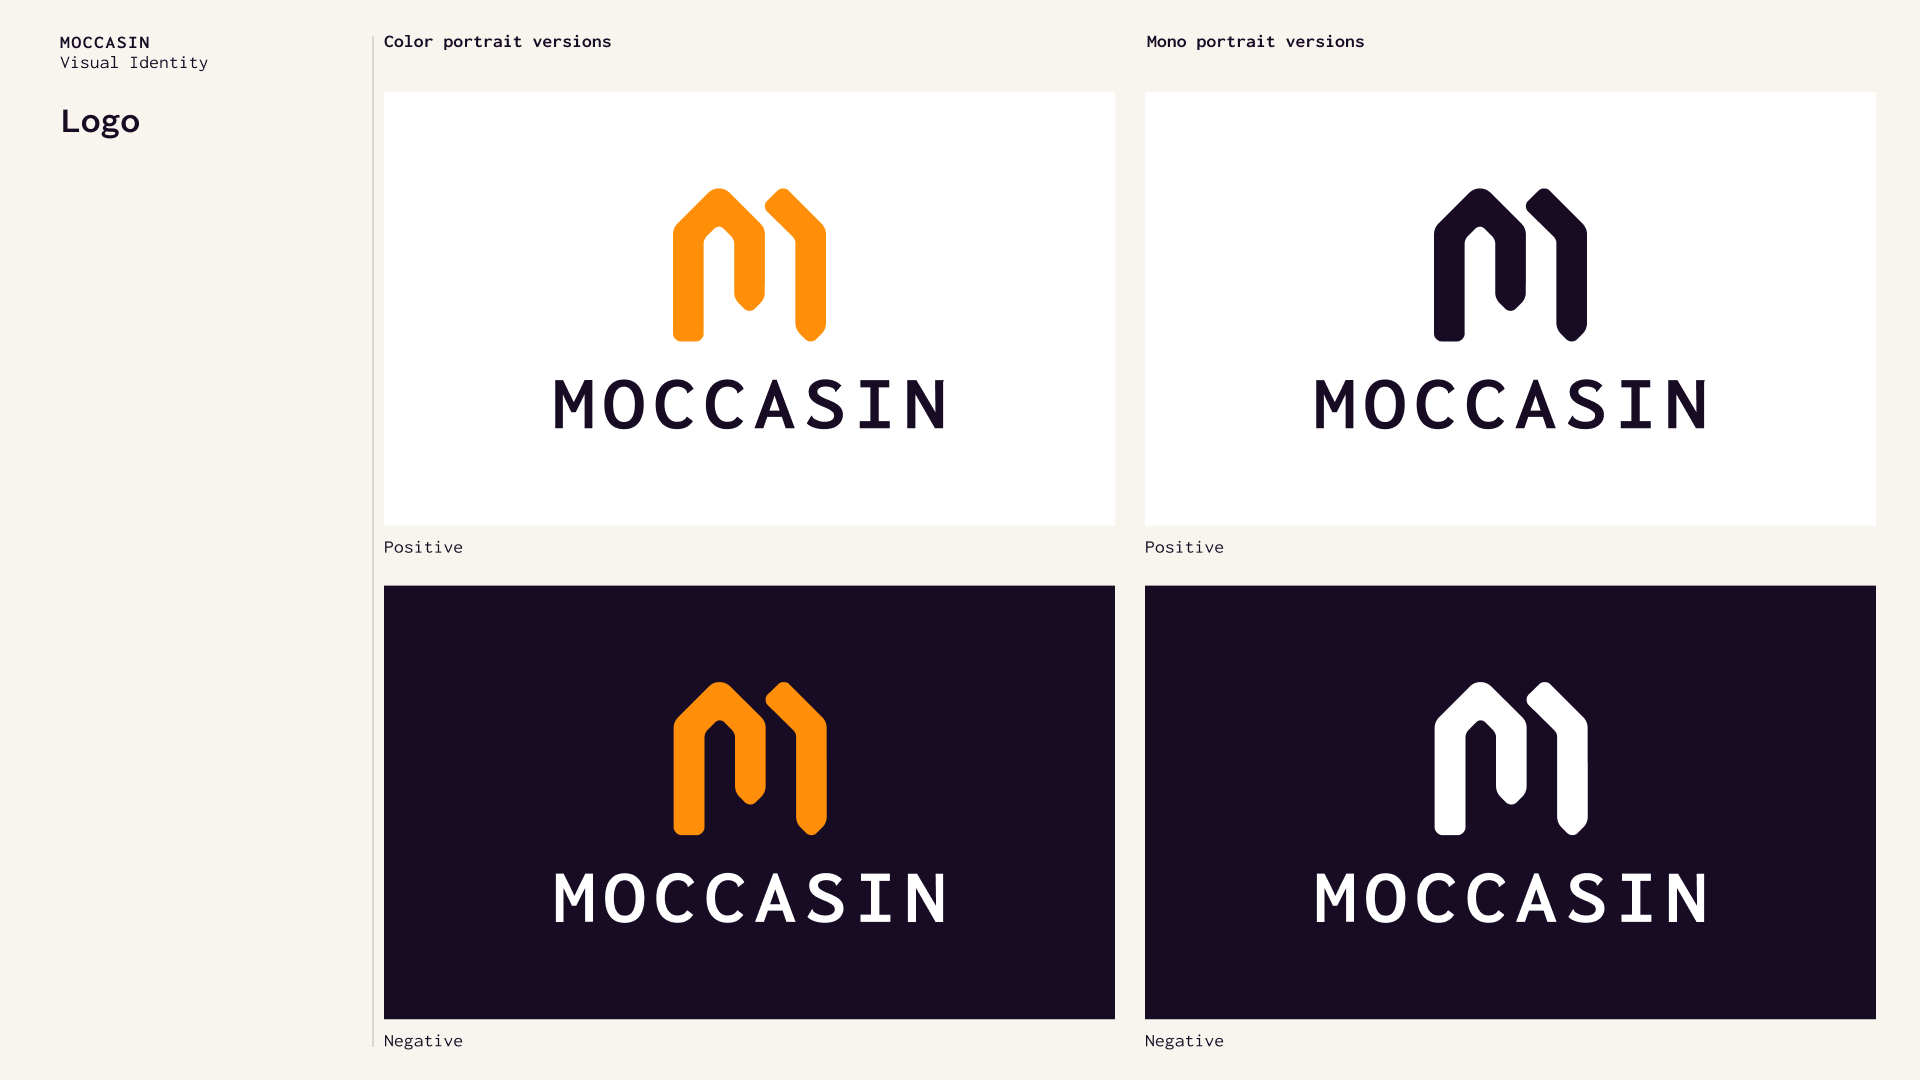 MOCCASIN
Visual Identity
Logo
Color portrait versions
Mono portrait versions
MOCCASIN
MOCCASIN
Positive
Positive
MOCCASIN
MOCCASIN
Negative
Negative